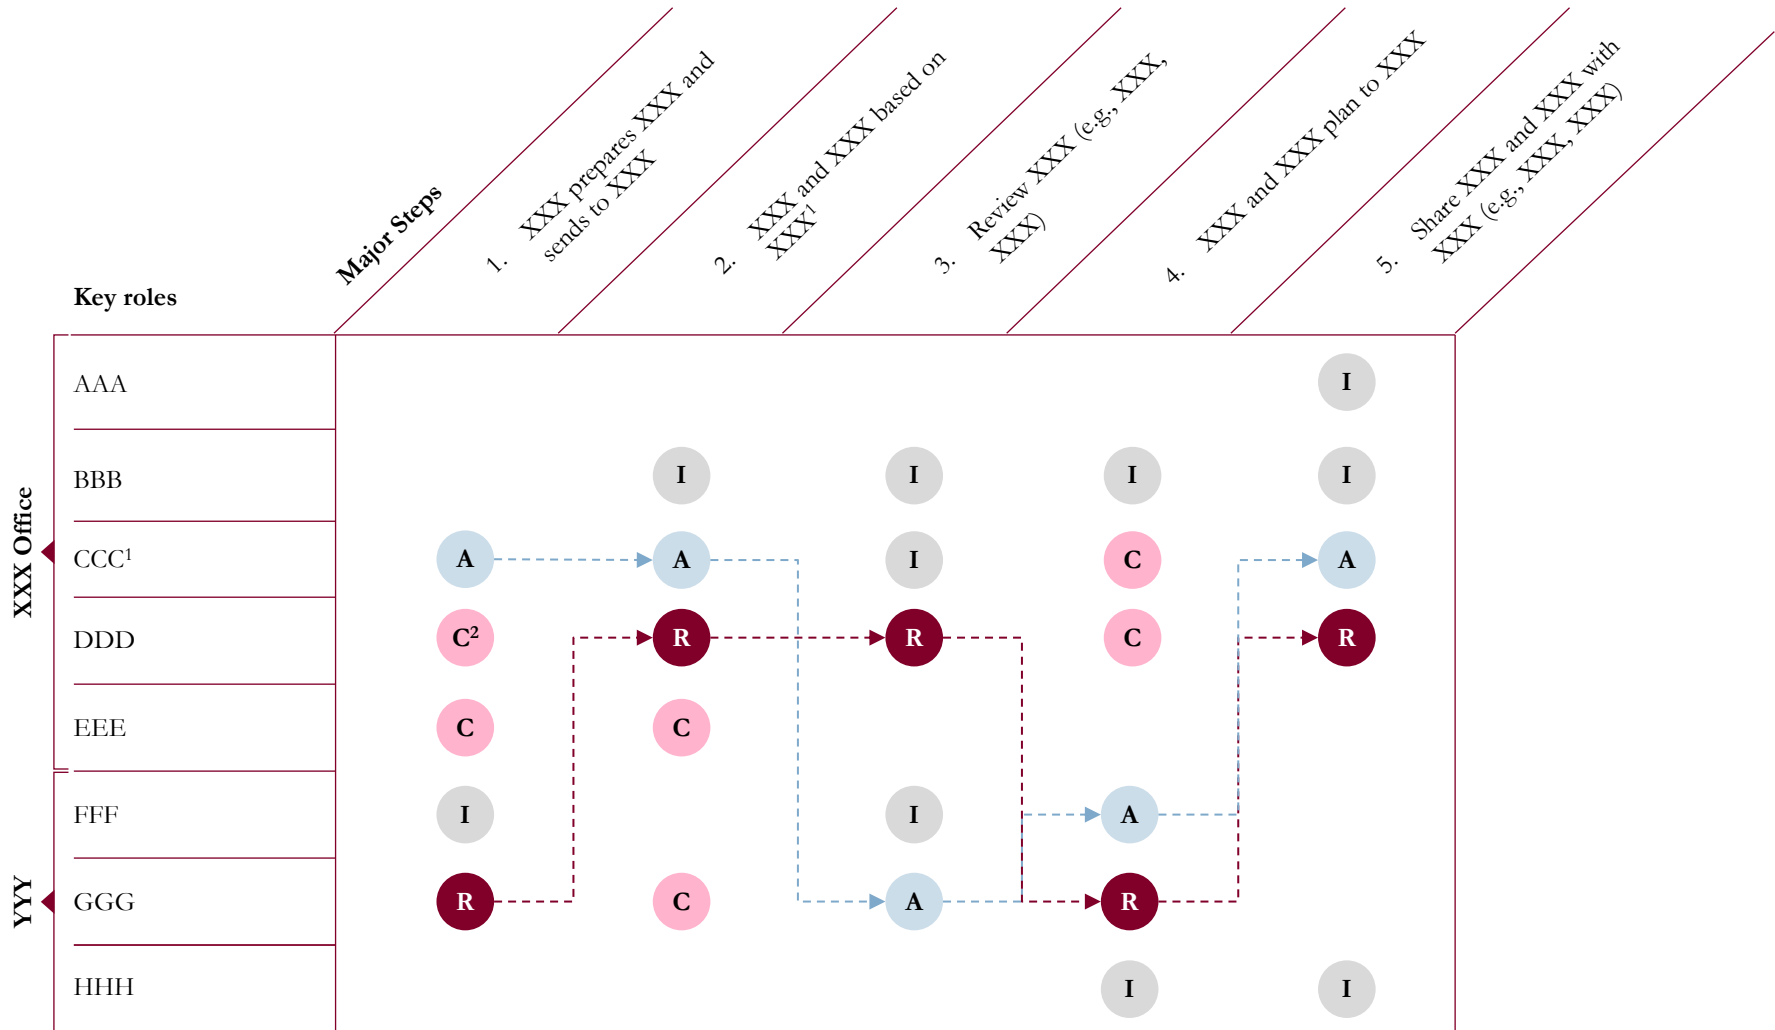 Major Steps
1. XXX prepares XXX and
sends to XXX
2. XXX and XXX based on
XXX¹
3. Review XXX (e.g., XXX,
XXX)
4. XXX and XXX plan to XXX
5. Share XXX and XXX with
XXX (e.g., XXX, XXX)
Key roles
XXX Office
AAA I
BBB I I I I
CCC¹ A A I C A
DDD C² R R C R
EEE C C
YYY
FFF I I A
GGG R C A R
HHH I I